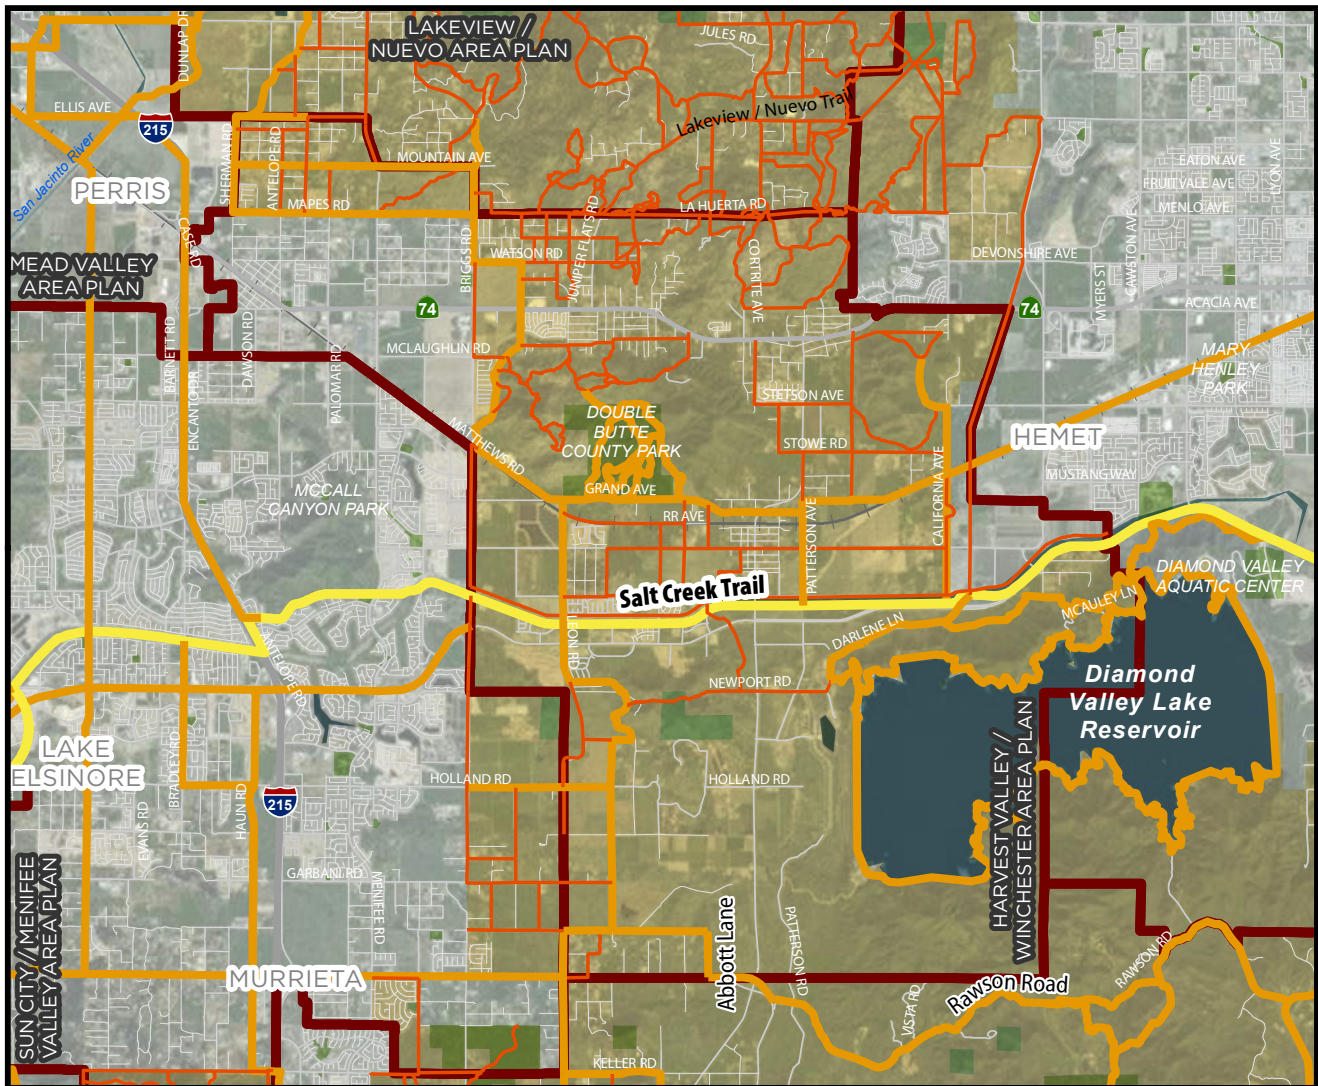 LAKEVIEW /
NUEVO AREA PLAN
JULES RD
DUNLAP DR
ELLIS AVE
215
Lakeview / Nuevo Trail
San Jacinto River
SHERMAN RD
ANTELOPE RD
MOUNTAIN AVE
EATON AVE
LYON AVE
FRUITVALE AVE
MENLO AVE
PERRIS
MAPES RD
LA HUERTA RD
CASE RD
BRIGGS RD
WATSON RD
JUNIPER FLATS RD
CORTRITE AVE
DEVONSHIRE AVE
CAWSTON AVE
MYERS ST
MEAD VALLEY
AREA PLAN
74
74
ACACIA AVE
BARNETT RD
DAWSON RD
PALOMAR RD
MCLAUGHLIN RD
ENCANTO DR
MARY
HENLEY
PARK
STETSON AVE
DOUBLE
BUTTE
COUNTY PARK
MATTHEWS RD
STOWE RD
HEMET
MUSTANG WAY
CALIFORNIA AVE
MCCALL
CANYON PARK
GRAND AVE
RR AVE
PATTERSON AVE
Salt Creek Trail
DIAMOND VALLEY
AQUATIC CENTER
MCAULEY LN
DARLENE LN
LEON RD
ANTELOPE RD
NEWPORT RD
Diamond
Valley Lake
Reservoir
LAKE
ELSINORE
BRADLEY RD
HOLLAND RD
HOLLAND RD
HARVEST VALLEY /
WINCHESTER AREA PLAN
215
EVANS RD
HAUN RD
GARBANI RD
MENIFEE RD
SUN CITY/MENIFEE
VALLEY AREA PLAN
Abbott Lane
PATTERSON RD
RAWSON RD
MURRIETA
VISTA RD
Rawson Road
KELLER RD